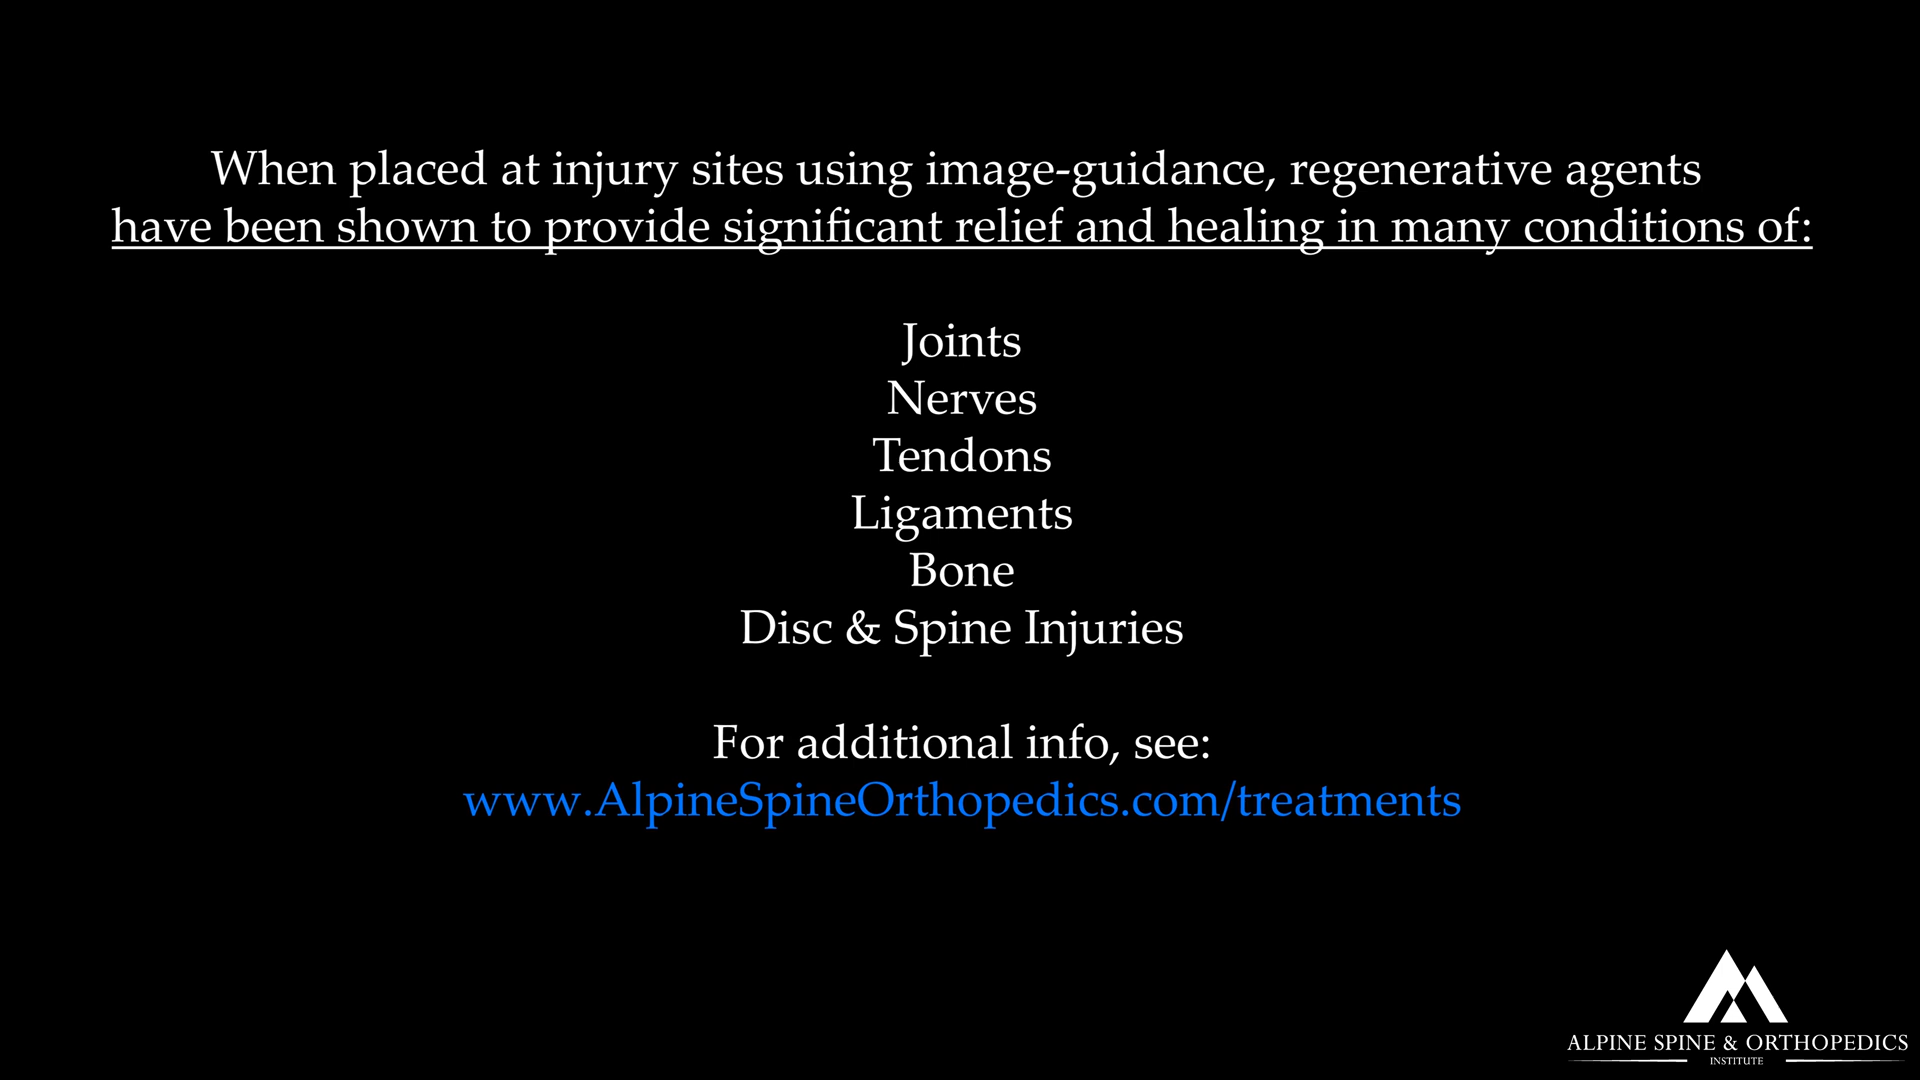 When placed at injury sites using image-guidance, regenerative agents
have been shown to provide significant relief and healing in many conditions of:
Joints
Nerves
Tendons
Ligaments
Bone
Disc & Spine Injuries
For additional info, see:
www.AlpineSpineOrthopedics.com/treatments
ALPINE SPINE & ORTHOPEDICS
INSTITUTE